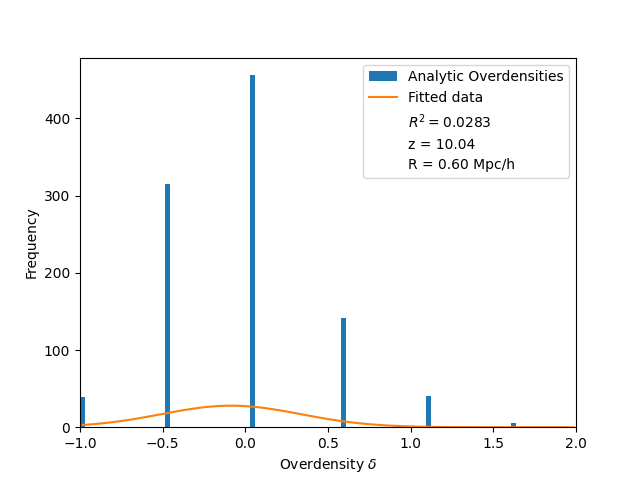 Analytic Overdensities
Fitted data
R² = 0.0283
z = 10.04
R = 0.60 Mpc/h
Frequency
400
300
200
100
0
−1.0 −0.5 0.0 0.5 1.0 1.5 2.0
Overdensity δ